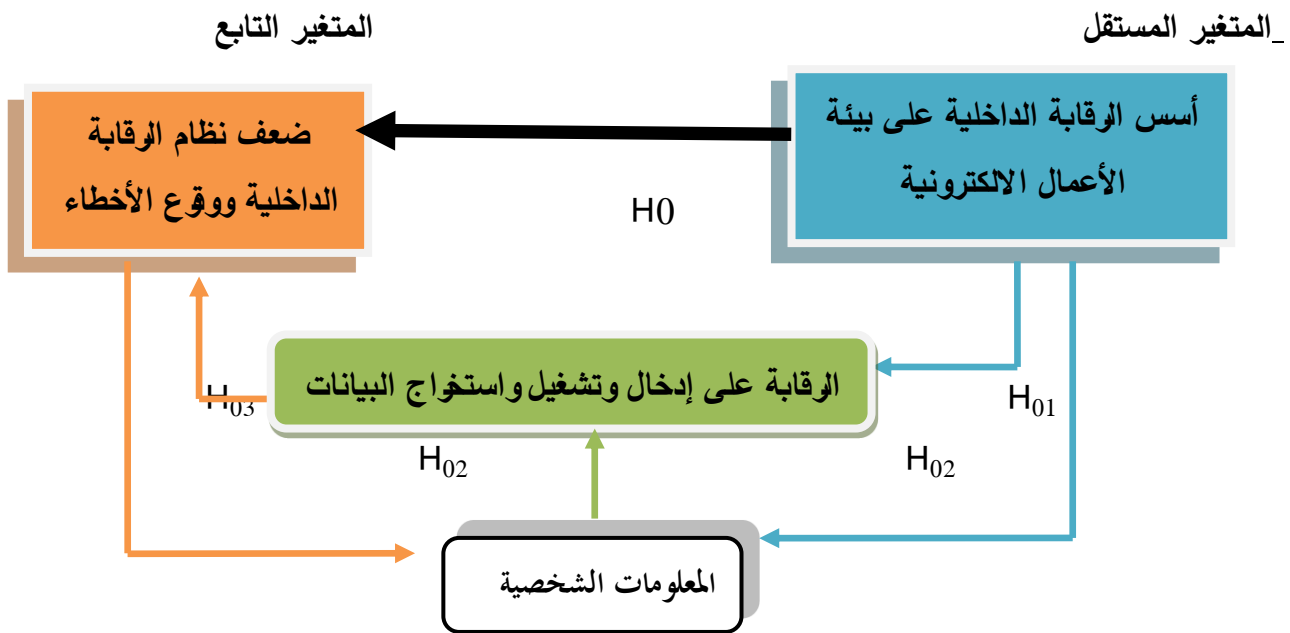 _المتغير المستقل
المتغير التابع
أسس الرقابة الداخلية على بيئة
الأعمال الالكترونية
ضعف نظام الرقابة
الداخلية ووقوع الأخطاء
H0
الرقابة على إدخال وتشغيل واستخراج البيانات
H01
H03
H02
H02
المعلومات الشخصية